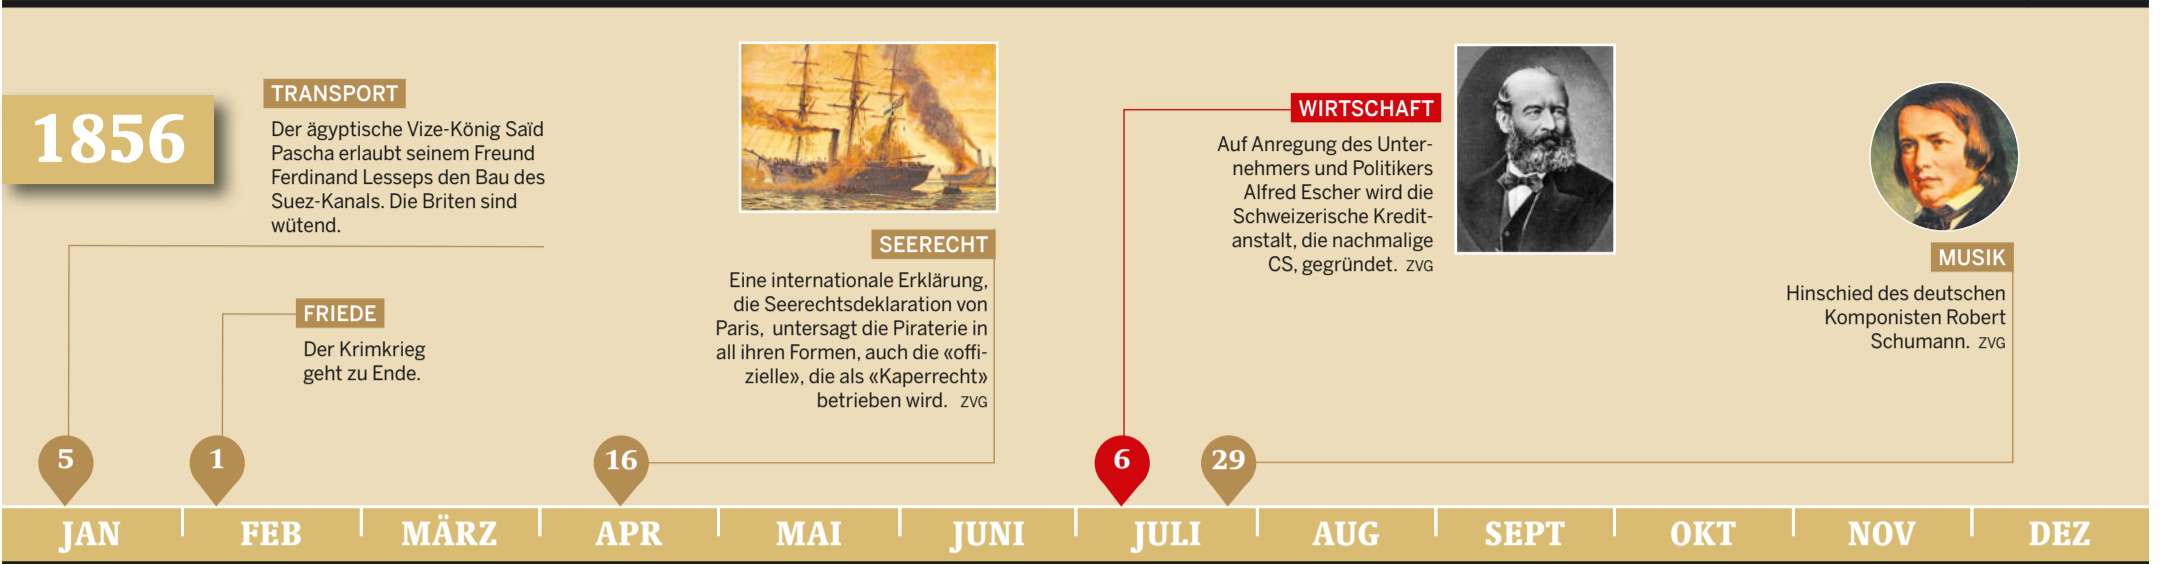 1856
TRANSPORT
Der ägyptische Vize-König Saïd
Pascha erlaubt seinem Freund
Ferdinand Lesseps den Bau des
Suez-Kanals. Die Briten sind
wütend.
FRIEDE
Der Krimkrieg
geht zu Ende.
SEERECHT
Eine internationale Erklärung,
die Seerechtsdeklaration von
Paris, untersagt die Piraterie in
all ihren Formen, auch die «offi-
zielle», die als «Kaperrecht»
betrieben wird. ZVG
WIRTSCHAFT
Auf Anregung des Unter-
nehmers und Politikers
Alfred Escher wird die
Schweizerische Kredit-
anstalt, die nachmalige
CS, gegründet. ZVG
MUSIK
Hinschied des deutschen
Komponisten Robert
Schumann. ZVG
5 1 16 6 29
JAN FEB MÄRZ APR MAI JUNI JULI AUG SEPT OKT NOV DEZ